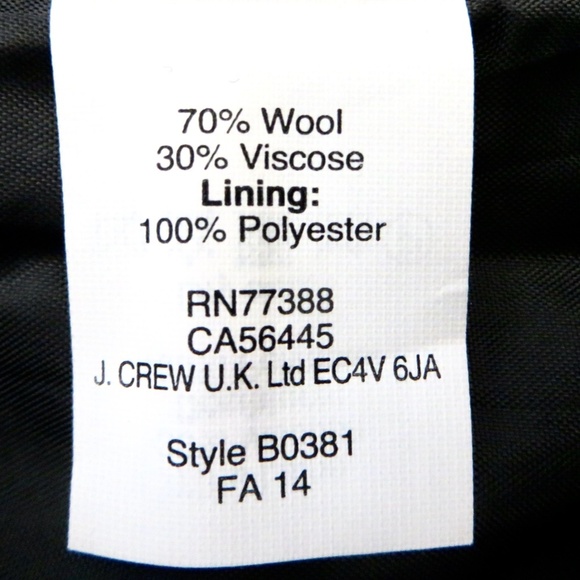 70% Wool
30% Viscose
Lining:
100% Polyester
RN77388
CA56445
J. CREW U.K. Ltd EC4V 6JA
Style B0381
FA 14